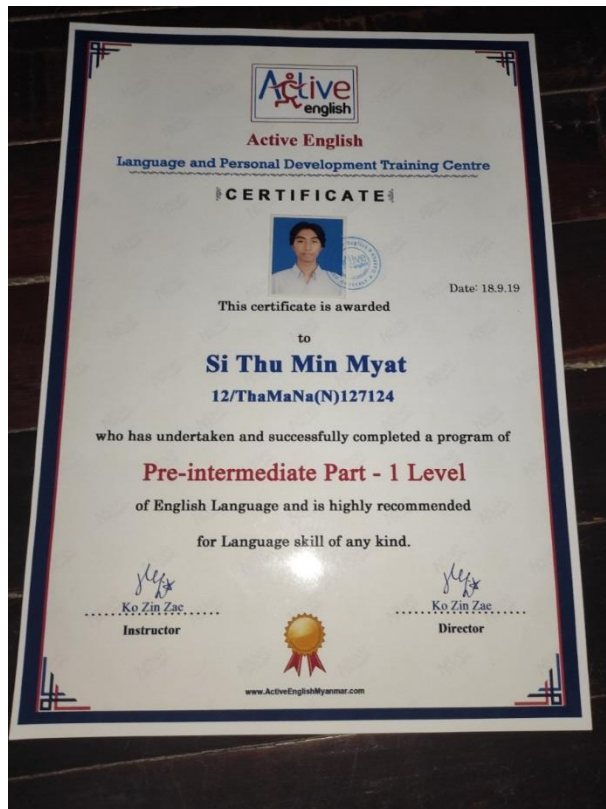 Active
english
Active English
Language and Personal Development Training Centre
CERTIFICATE
Date: 18.9.19
This certificate is awarded
to
Si Thu Min Myat
12/ThaMaNa(N)127124
who has undertaken and successfully completed a program of
Pre-intermediate Part - 1 Level
of English Language and is highly recommended
for Language skill of any kind.
Ko Zin Zae
Instructor
Ko Zin Zae
Director
www.ActiveEnglishMyanmar.com